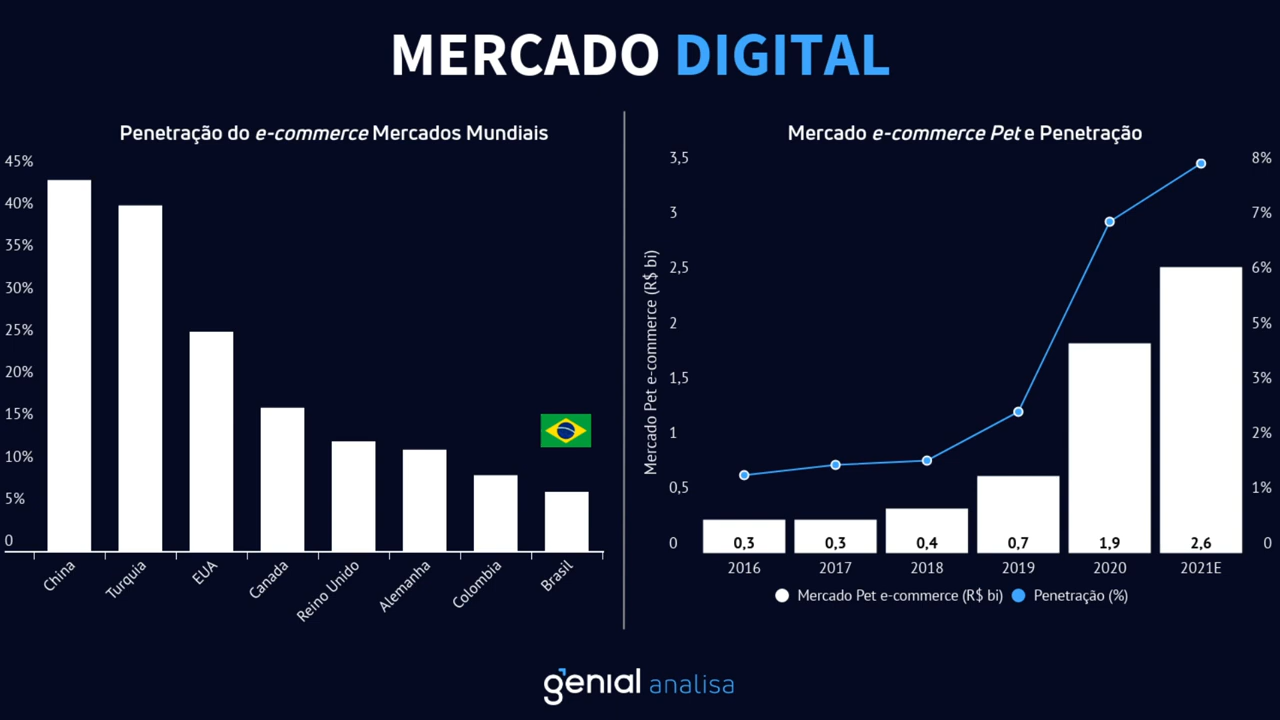 MERCADO DIGITAL
Penetração do e-commerce Mercados Mundiais
45%
40%
35%
30%
25%
20%
15%
10%
5%
0
China
Turquia
EUA
Canada
Reino Unido
Alemanha
Colombia
Brasil
Mercado e-commerce Pet e Penetração
Mercado Pet e-commerce (R$ bi)
3,5
3
2,5
2
1,5
1
0,5
0
8%
7%
6%
5%
3%
2%
1%
0
0,3
0,3
0,4
0,7
1,9
2,6
2016
2017
2018
2019
2020
2021E
Mercado Pet e-commerce (R$ bi)
Penetração (%)
genial analisa